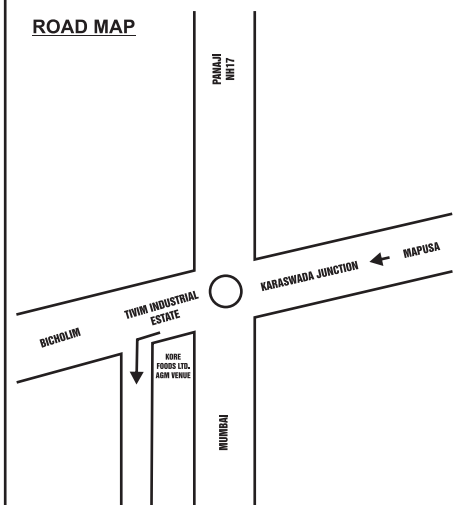 ROAD MAP
PANAJI
NH17
MAPUSA
KARASWADA JUNCTION
TIVIM INDUSTRIAL
ESTATE
BICHOLIM
KORE
FOODS LTD.
AGM VENUE
MUMBAI